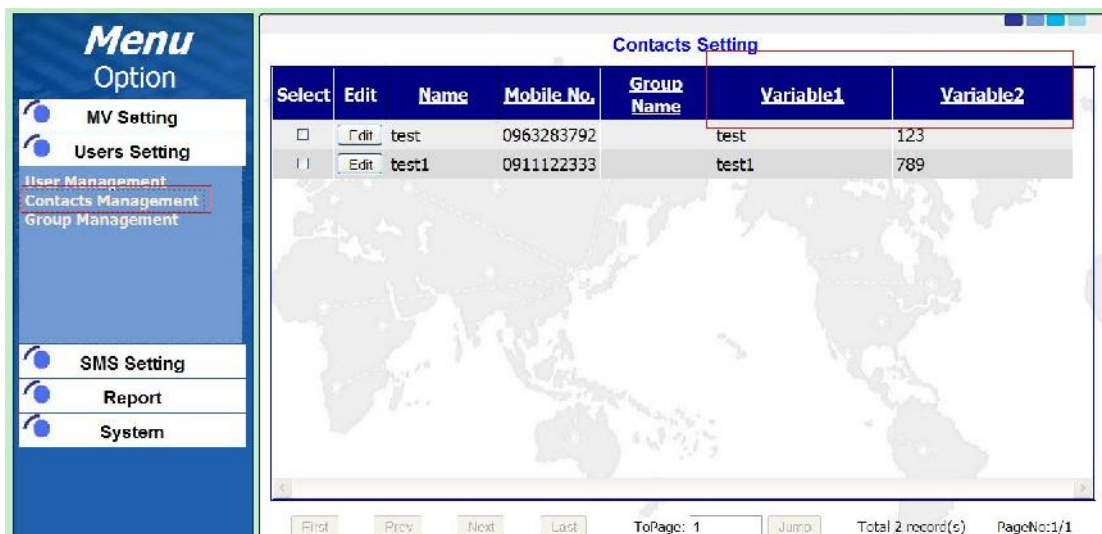 Menu
Option
MV Setting
Users Setting
User Management
Contacts Management
Group Management
SMS Setting
Report
System
Contacts Setting
Select Edit Name Mobile No. Group Name Variable1 Variable2
Edit test 0963283792 test 123
Edit test1 0911122333 test1 789
First Prev Next Last ToPage: 1 Jump Total 2 record(s) PageNo:1/1